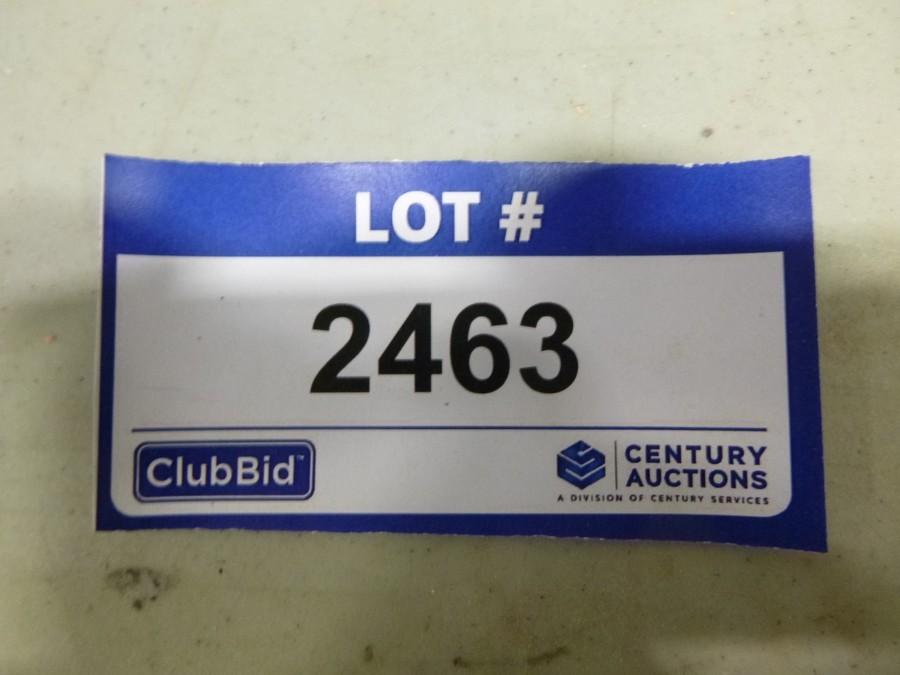 LOT #
2463
ClubBid™
CENTURY
AUCTIONS
A DIVISION OF CENTURY SERVICES